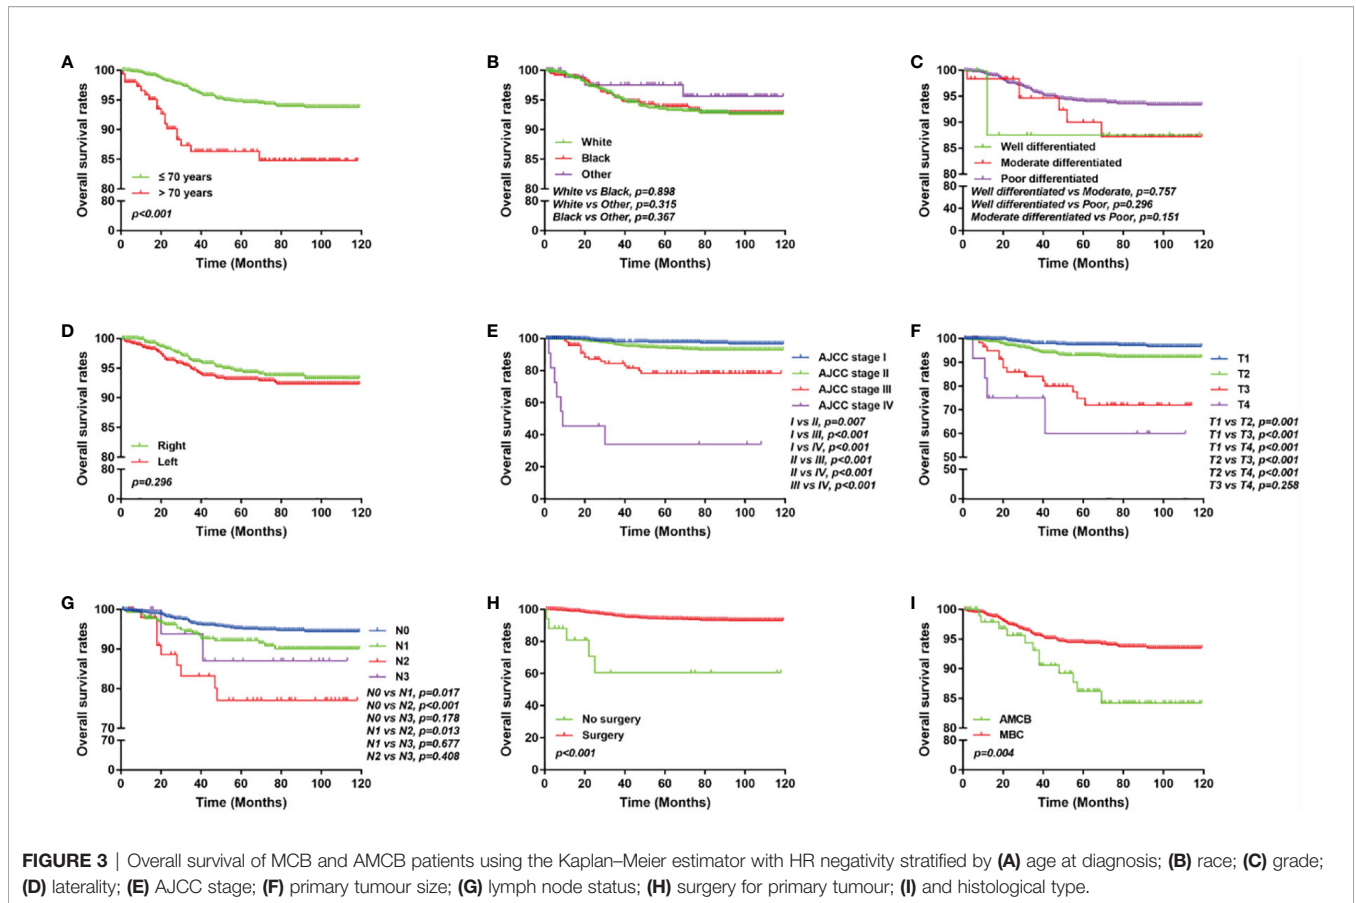 A
Overall survival rates
100
95
90
85
80
80
0
≤ 70 years
> 70 years
p<0.001
0 20 40 60 80 100 120
Time (Months)
B
Overall survival rates
100
95
90
85
80
80
0
White
Black
Other
White vs Black, p=0.898
White vs Other, p=0.315
Black vs Other, p=0.367
0 20 40 60 80 100 120
Time (Months)
C
Overall survival rates
100
95
90
85
80
80
0
Well differentiated
Moderate differentiated
Poor differentiated
Well differentiated vs Moderate, p=0.757
Well differentiated vs Poor, p=0.296
Moderate differentiated vs Poor, p=0.151
0 20 40 60 80 100 120
Time (Months)
D
Overall survival rates
100
95
90
85
80
80
0
Right
Left
p=0.296
0 20 40 60 80 100 120
Time (Months)
E
Overall survival rates
100
80
60
40
20
0
AJCC stage I
AJCC stage II
AJCC stage III
AJCC stage IV
I vs II, p=0.007
I vs III, p<0.001
I vs IV, p<0.001
II vs III, p<0.001
II vs IV, p<0.001
III vs IV, p<0.001
0 20 40 60 80 100 120
Time (Months)
F
Overall survival rates
100
90
80
70
60
50
50
0
T1
T2
T3
T4
T1 vs T2, p=0.001
T1 vs T3, p<0.001
T1 vs T4, p<0.001
T2 vs T3, p<0.001
T2 vs T4, p<0.001
T3 vs T4, p=0.258
0 20 40 60 80 100 120
Time (Months)
G
Overall survival rates
100
90
80
70
70
0
N0
N1
N2
N3
N0 vs N1, p=0.017
N0 vs N2, p<0.001
N0 vs N3, p=0.178
N1 vs N2, p=0.013
N1 vs N3, p=0.677
N2 vs N3, p=0.408
0 20 40 60 80 100 120
Time (Months)
H
Overall survival rates
100
80
60
40
20
0
No surgery
Surgery
p<0.001
0 20 40 60 80 100 120
Time (Months)
I
Overall survival rates
100
95
90
85
80
80
0
AMCB
MBC
p=0.004
0 20 40 60 80 100 120
Time (Months)
FIGURE 3 | Overall survival of MCB and AMCB patients using the Kaplan–Meier estimator with HR negativity stratified by (A) age at diagnosis; (B) race; (C) grade;
(D) laterality; (E) AJCC stage; (F) primary tumour size; (G) lymph node status; (H) surgery for primary tumour; (I) and histological type.